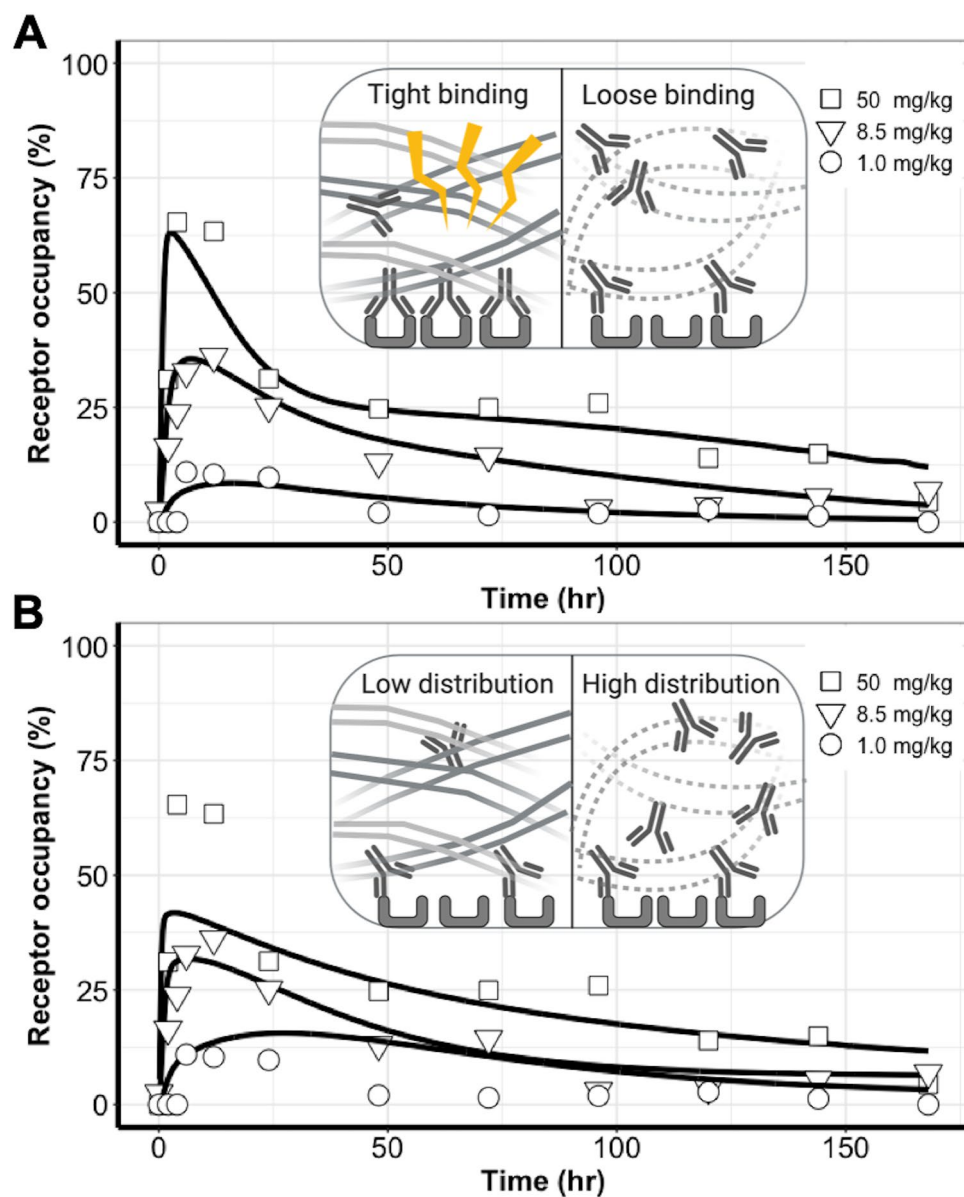 A
100
75
50
25
0
Receptor occupancy (%)
Tight binding
Loose binding
50 mg/kg
8.5 mg/kg
1.0 mg/kg
0 50 100 150
Time (hr)
B
100
75
50
25
0
Receptor occupancy (%)
Low distribution
High distribution
50 mg/kg
8.5 mg/kg
1.0 mg/kg
0 50 100 150
Time (hr)